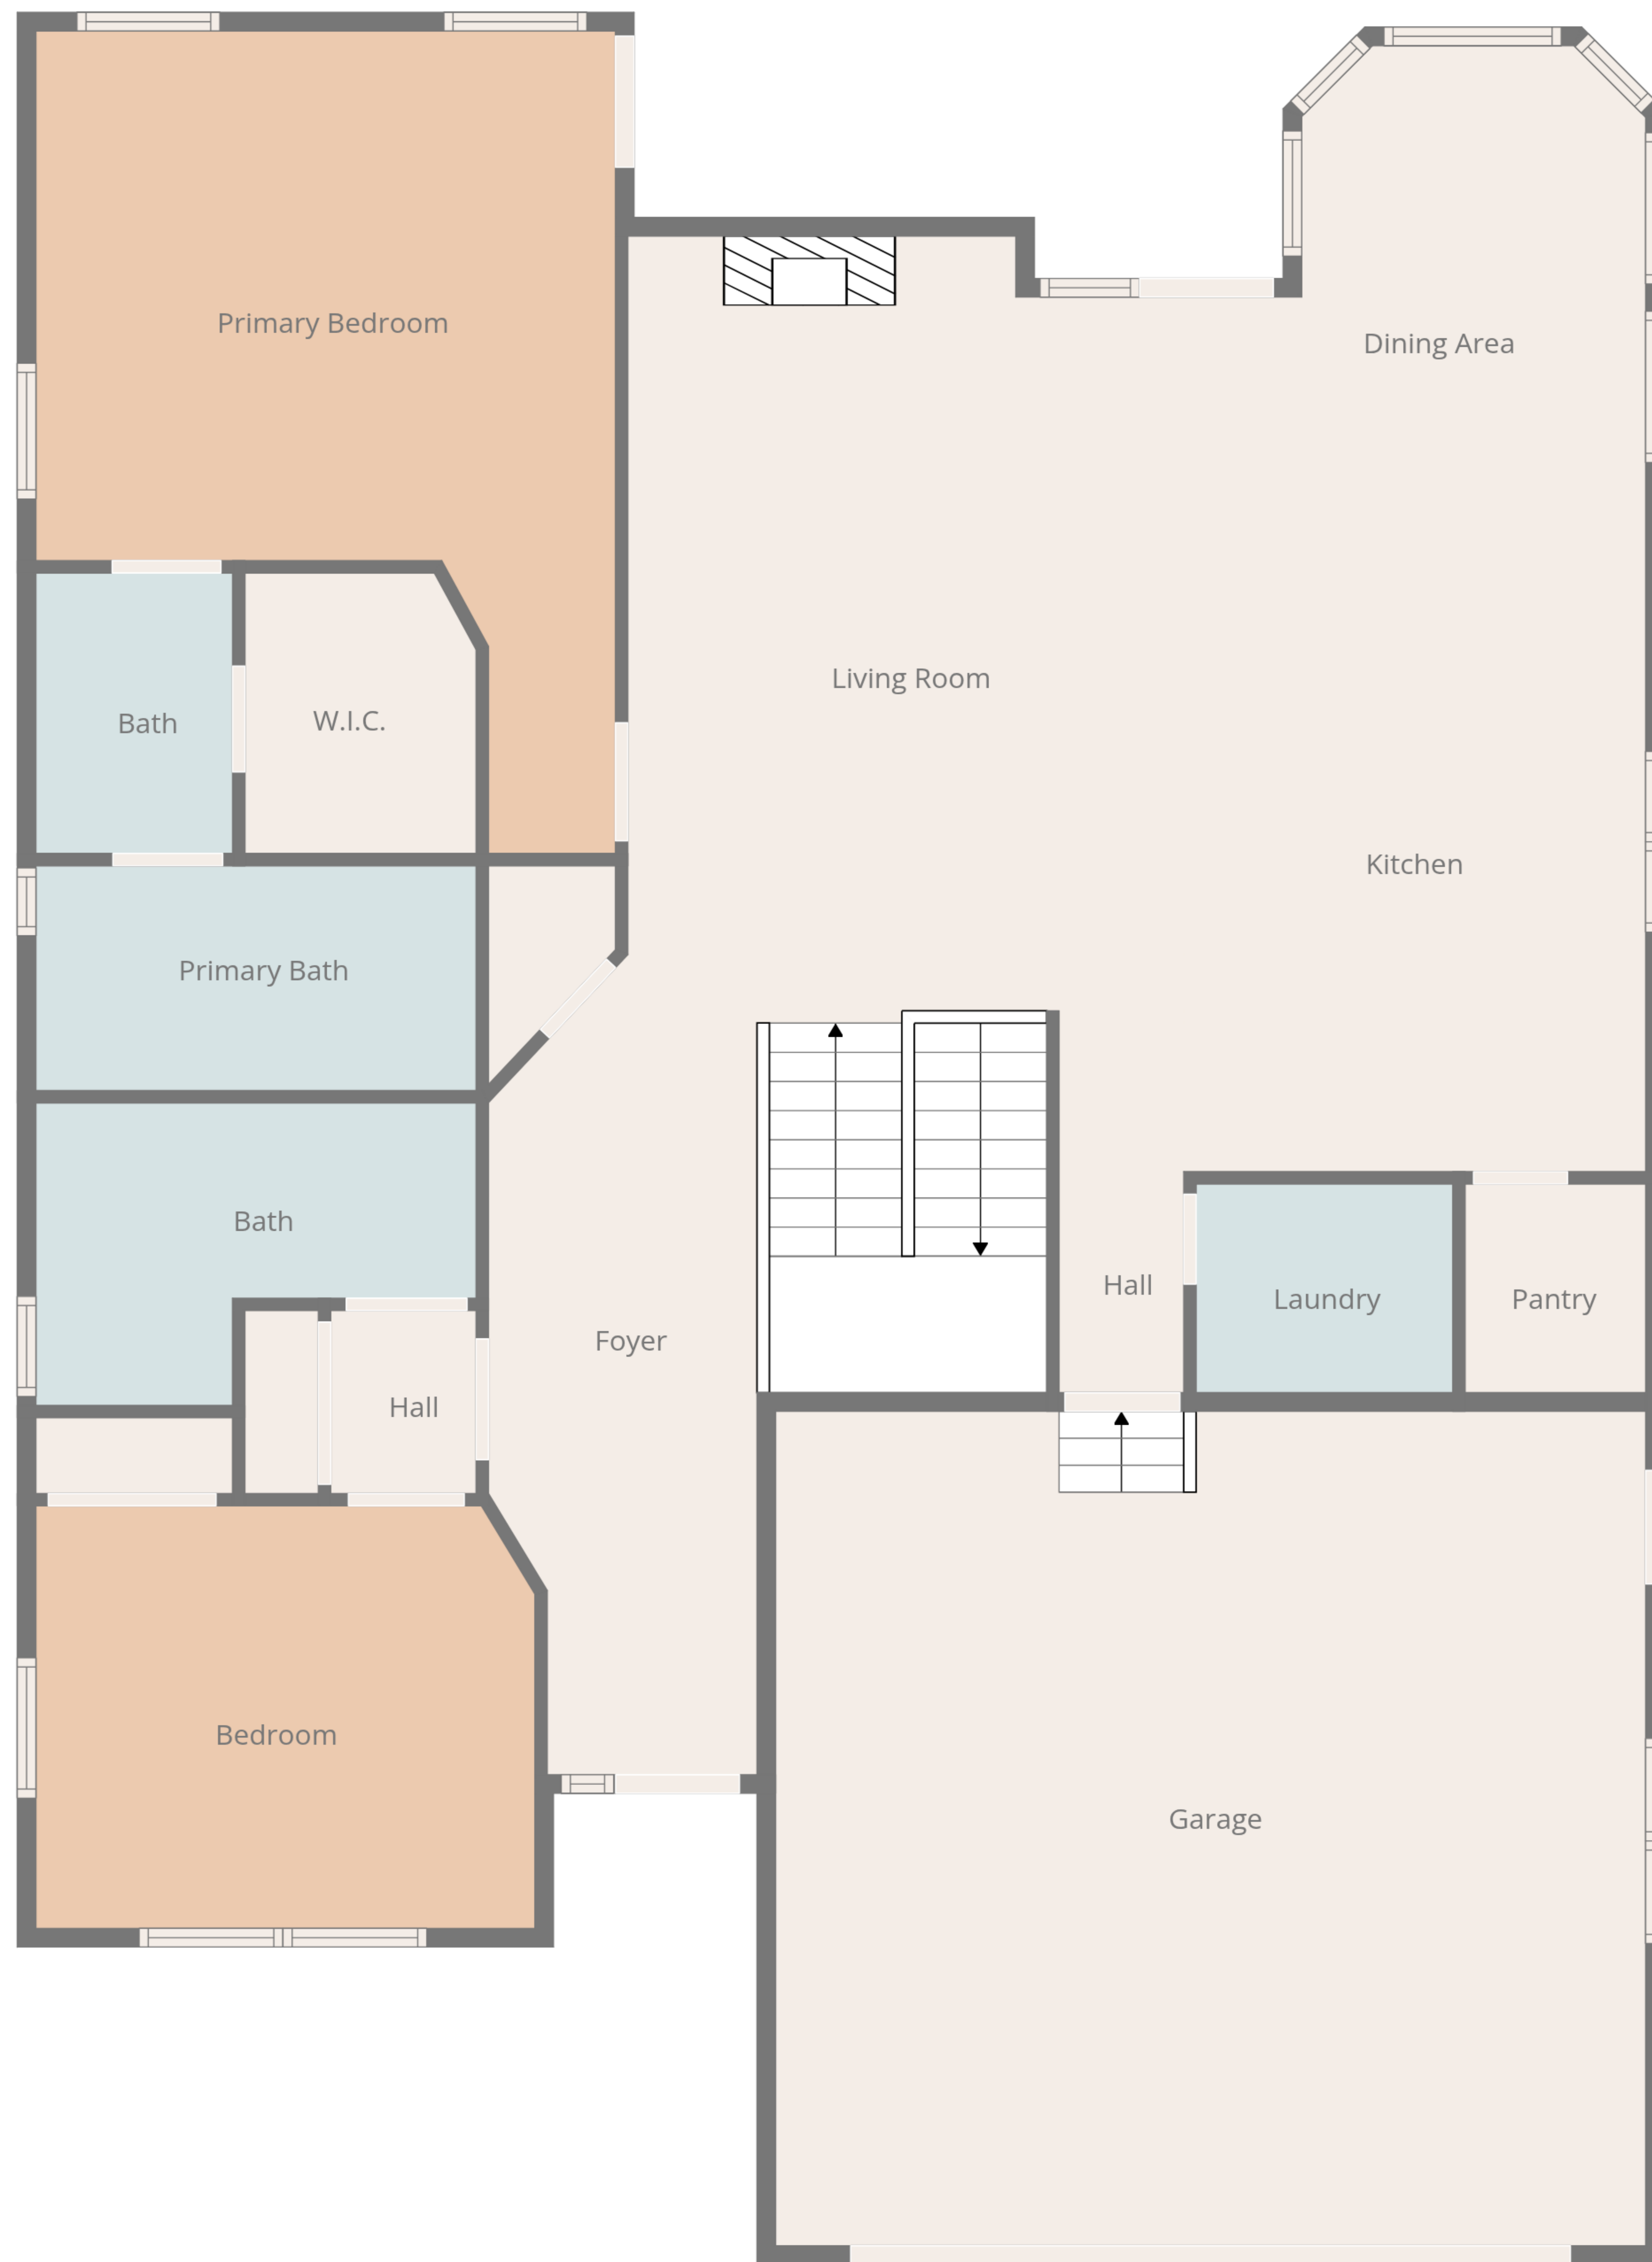 Primary Bedroom
Dining Area
Living Room
Bath
W.I.C.
Kitchen
Primary Bath
Bath
Hall
Laundry
Pantry
Foyer
Hall
Bedroom
Garage